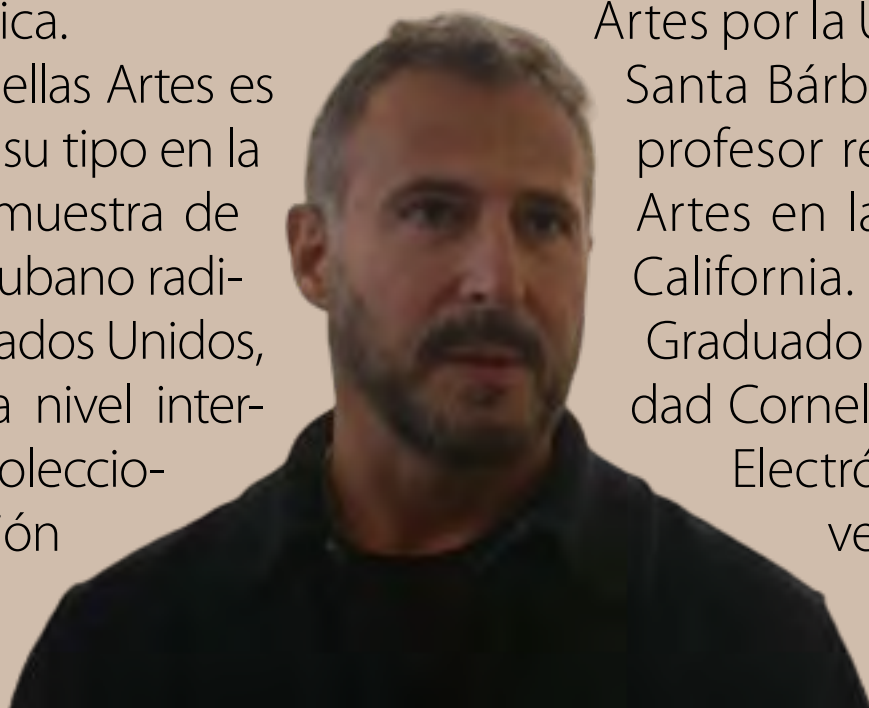 ica.
ellas Artes es
su tipo en la
muestra de
ubano radi-
ados Unidos,
a nivel inter-
oleccio-
ión
Artes por la U
Santa Bárb
profesor re
Artes en la
California.
Graduado
dad Cornel
Electró
ve